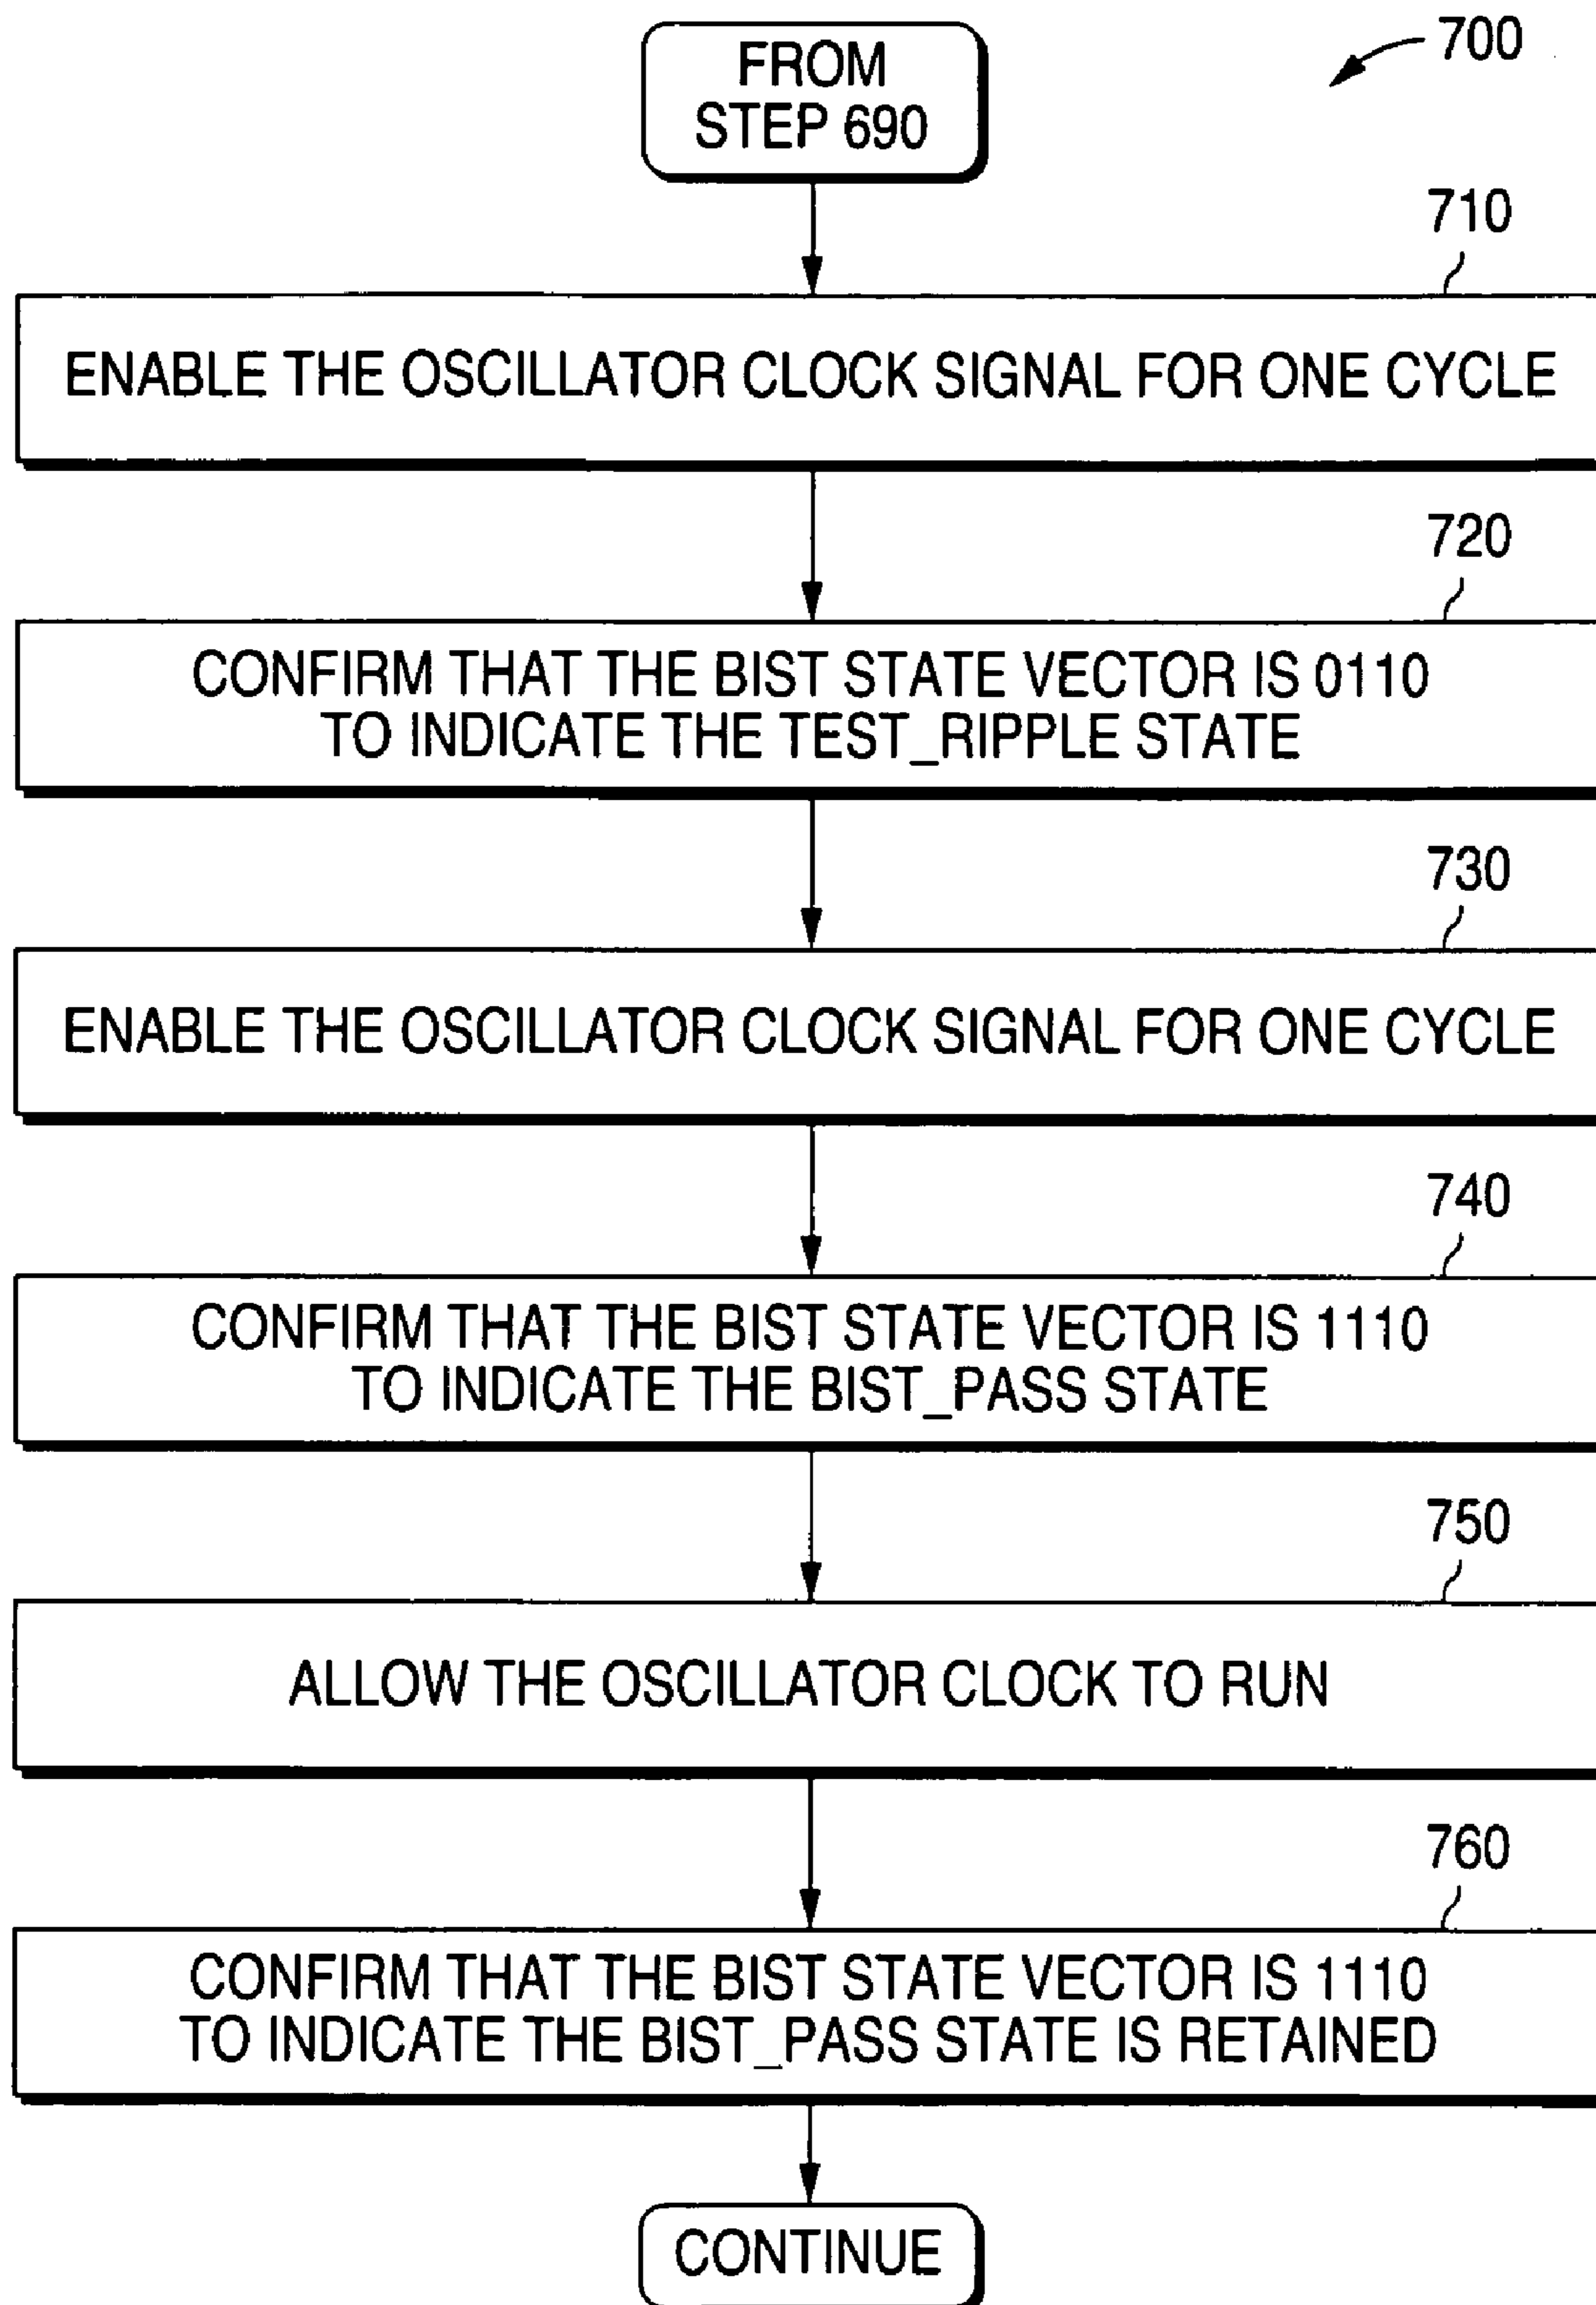 700
FROM
STEP 690
710
ENABLE THE OSCILLATOR CLOCK SIGNAL FOR ONE CYCLE
720
CONFIRM THAT THE BIST STATE VECTOR IS 0110
TO INDICATE THE TEST_RIPPLE STATE
730
ENABLE THE OSCILLATOR CLOCK SIGNAL FOR ONE CYCLE
740
CONFIRM THAT THE BIST STATE VECTOR IS 1110
TO INDICATE THE BIST_PASS STATE
750
ALLOW THE OSCILLATOR CLOCK TO RUN
760
CONFIRM THAT THE BIST STATE VECTOR IS 1110
TO INDICATE THE BIST_PASS STATE IS RETAINED
CONTINUE